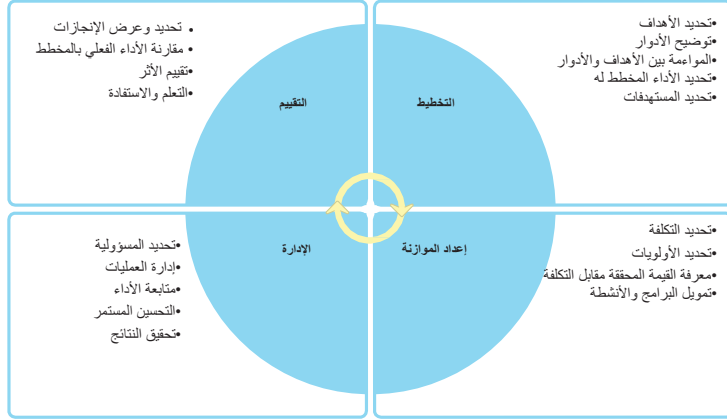 •تحديد الأهداف
•توضيح الأدوار
•المواءمة بين الأهداف والأدوار
•تحديد الأداء المخطط له
•تحديد المستهدفات
التخطيط
• تحديد وعرض الإنجازات
• مقارنة الأداء الفعلي بالمخطط
•تقييم الأثر
•التعلم والاستفادة
التقييم
•تحديد التكلفة
•تحديد الأولويات
•معرفة القيمة المحققة مقابل التكلفة
•تمويل البرامج والأنشطة
إعداد الموازنة
الإدارة
•تحديد المسؤولية
•إدارة العمليات
•متابعة الأداء
•التحسين المستمر
•تحقيق النتائج